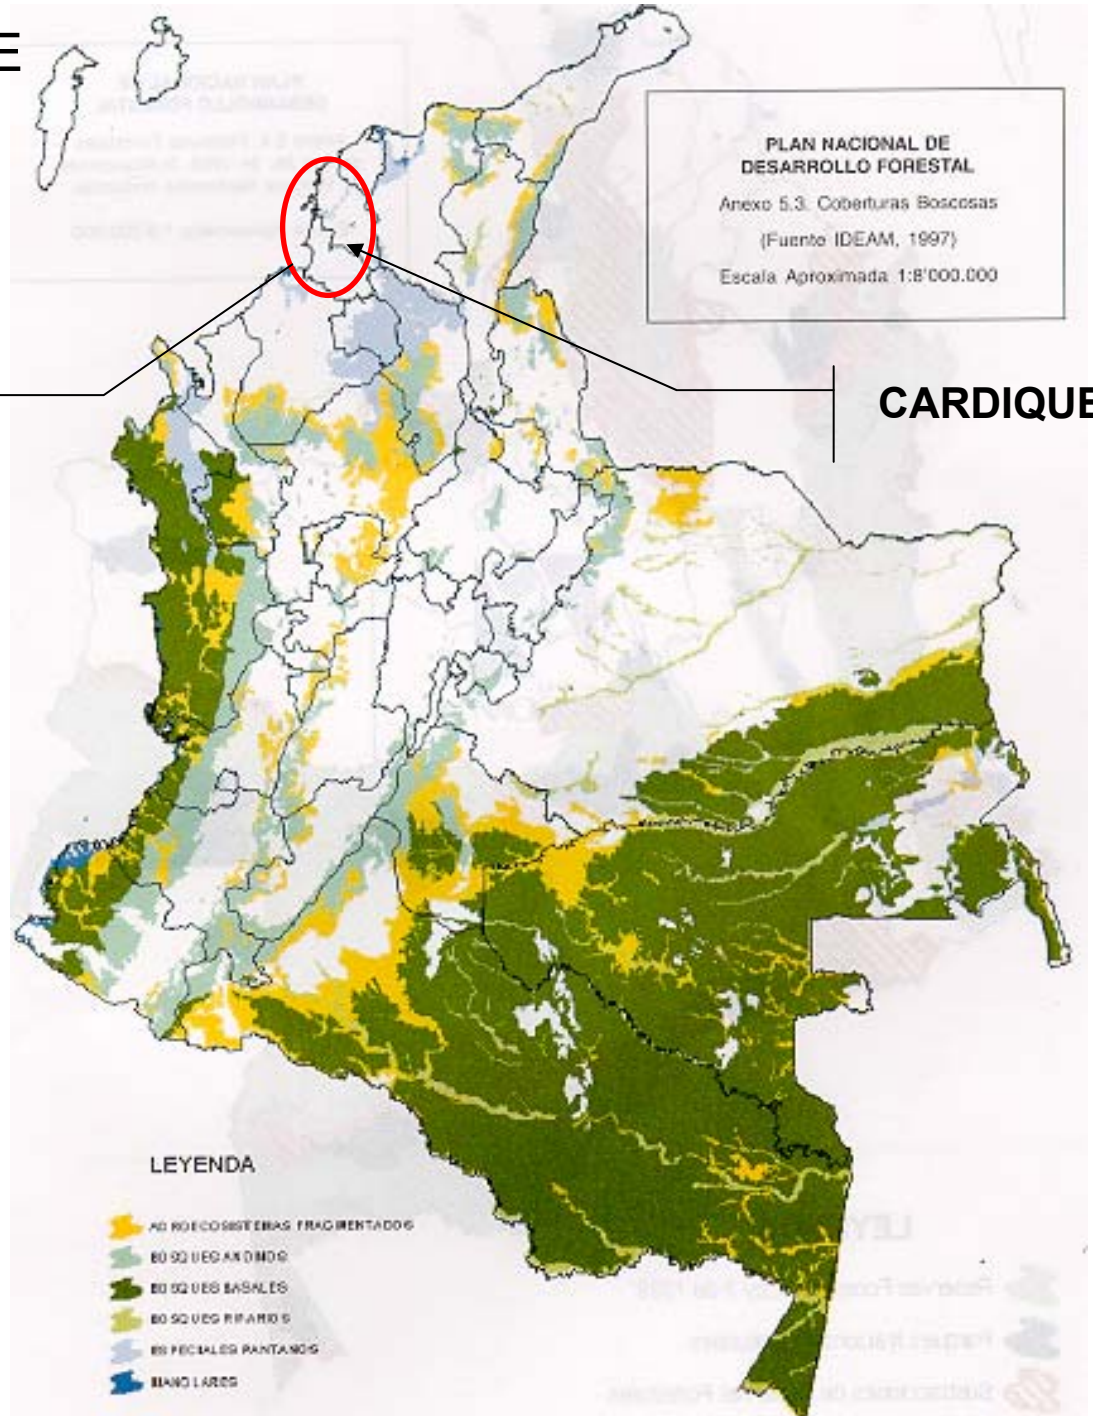 E
PLAN NACIONAL DE
DESARROLLO FORESTAL
Anexo 5.3. Coberturas Boscosas
(Fuente IDEAM, 1997)
Escala Aproximada 1:8'000.000
CARDIQUE
LEYENDA
AGROECOSISTEMAS FRAGMENTADOS
BOSQUES ANDINOS
BOSQUES BASALES
BOSQUES RIPARIOS
ESPECIALES PANTANOS
MANGLARES